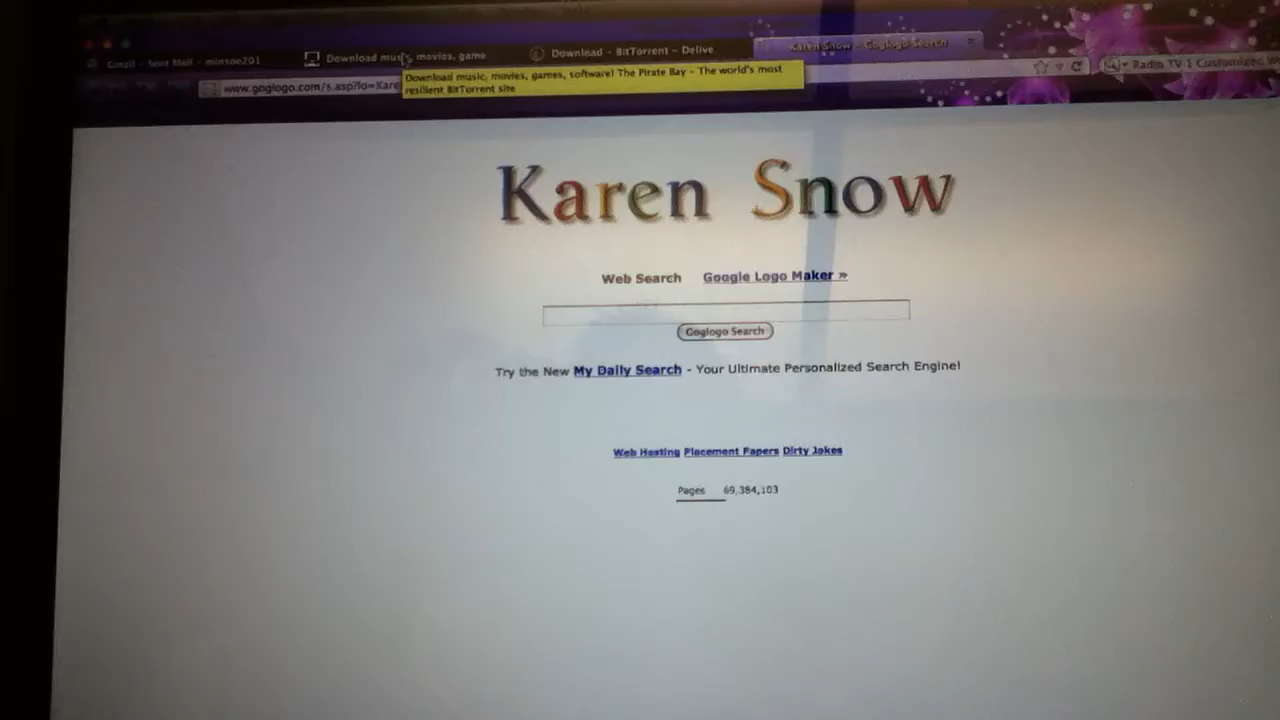 Gmail - Sent Mail -
Download music, movies, game
Download - BitTorrent - Delive
Karen Snow - Goglogo Search
www.goglogo.com/s.asp?lo=Kare
Radio TV 1 Customized W
Download music, movies, games, software! The Pirate Bay - The world's most
resilient BitTorrent site
Karen Snow
Web Search Google Logo Maker »
Goglogo Search
Try the New My Daily Search - Your Ultimate Personalized Search Engine!
Web Hosting Placement Papers Dirty Jokes
Pages 69,384,103